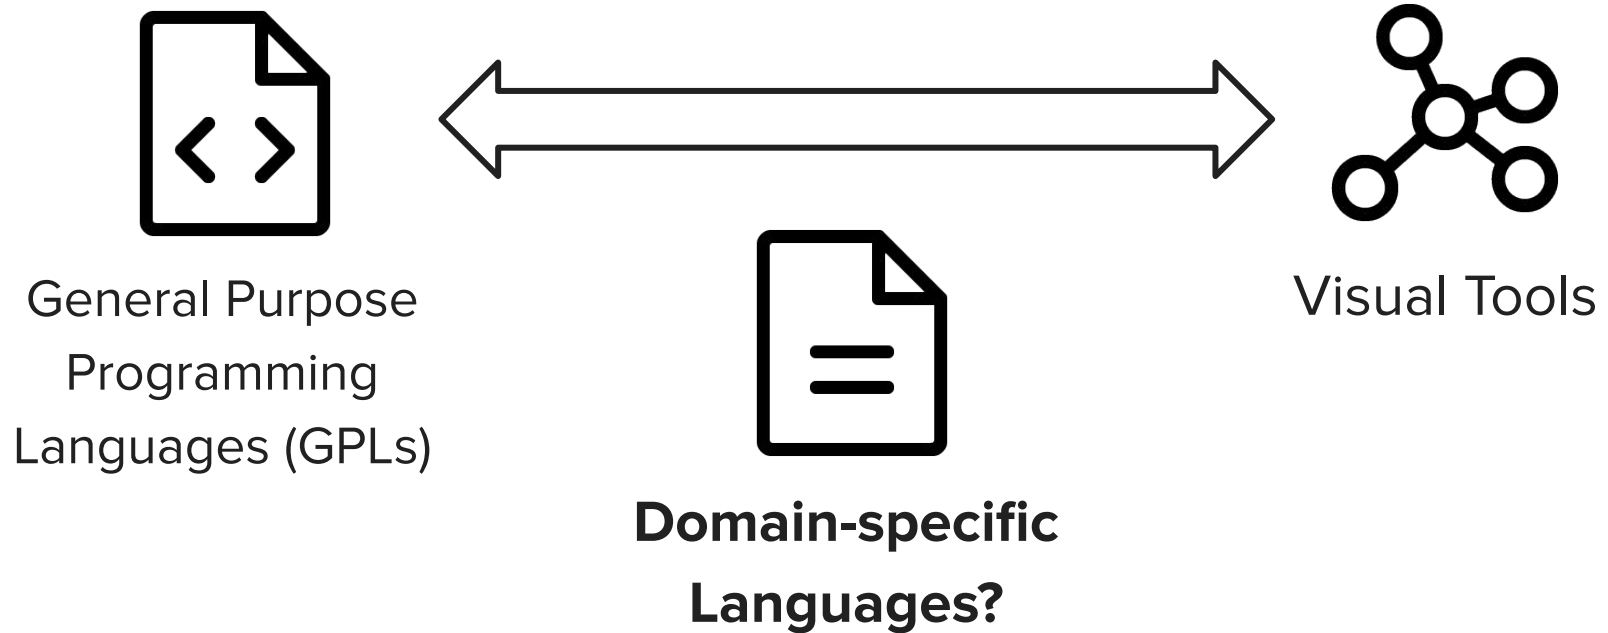 General Purpose
Programming
Languages (GPLs)
Visual Tools
Domain-specific
Languages?